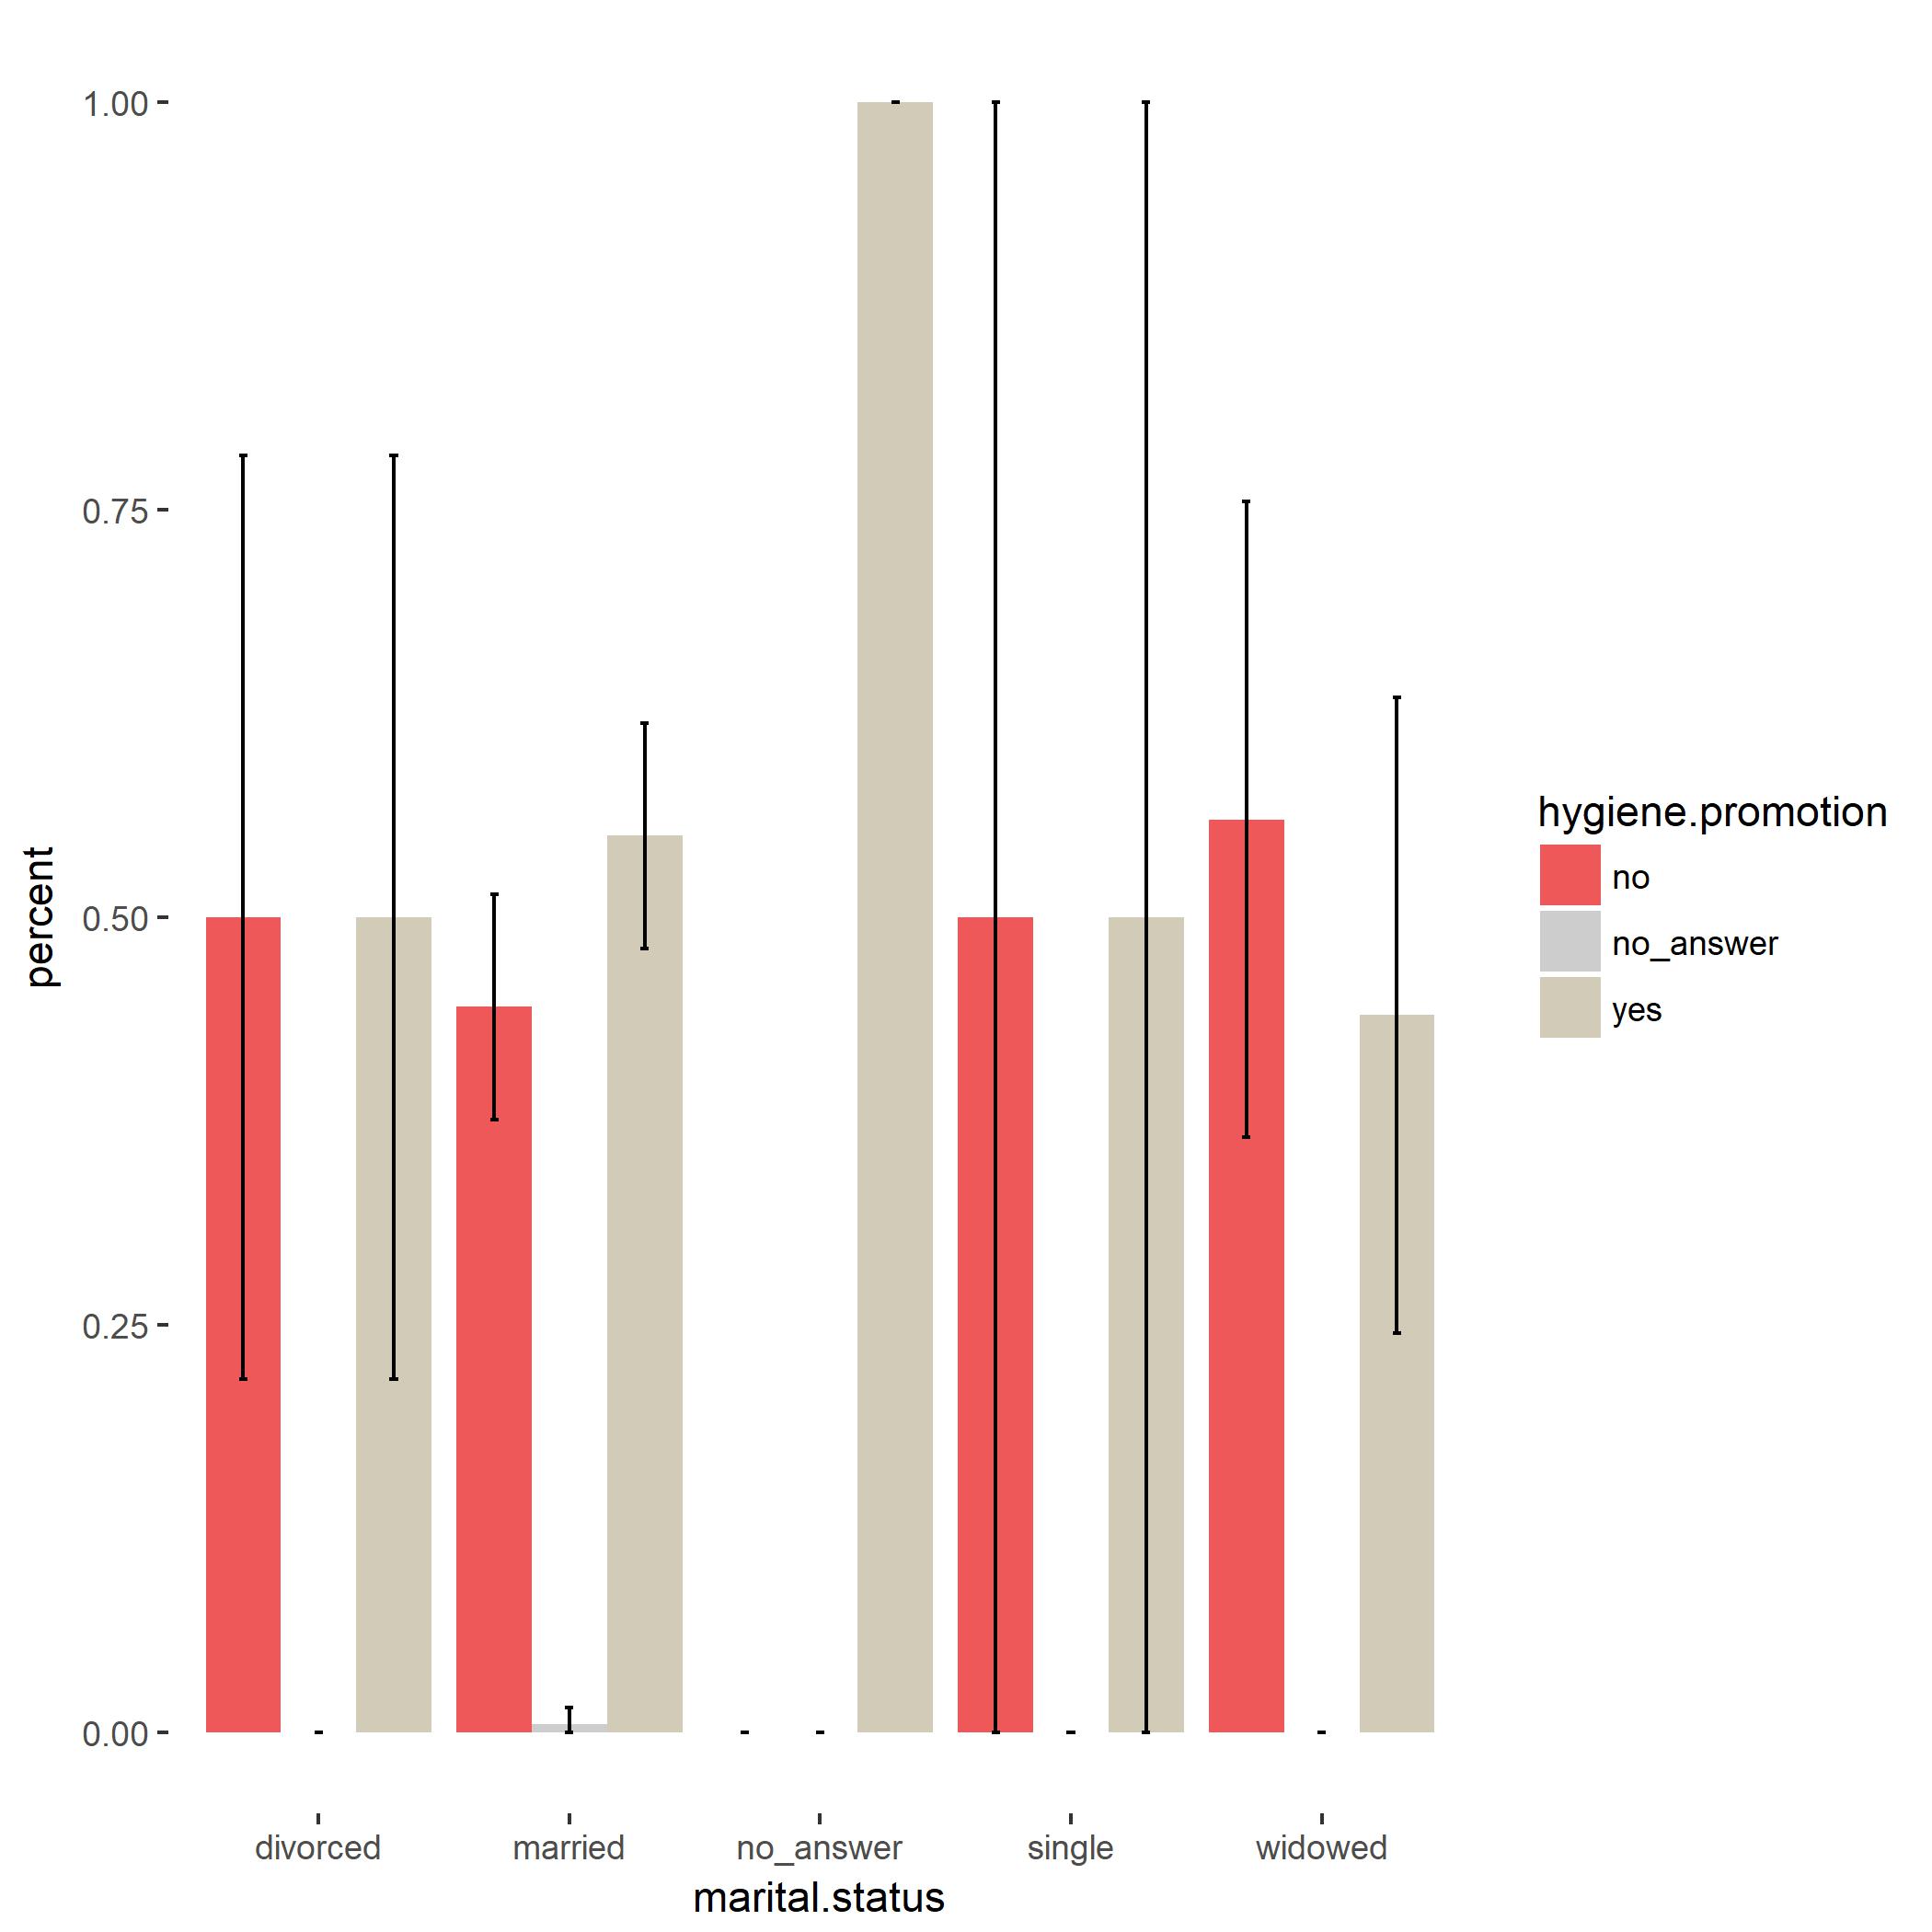 1.00
0.75
0.50
0.25
0.00
percent
divorced married no_answer single widowed
marital.status
hygiene.promotion
no
no_answer
yes